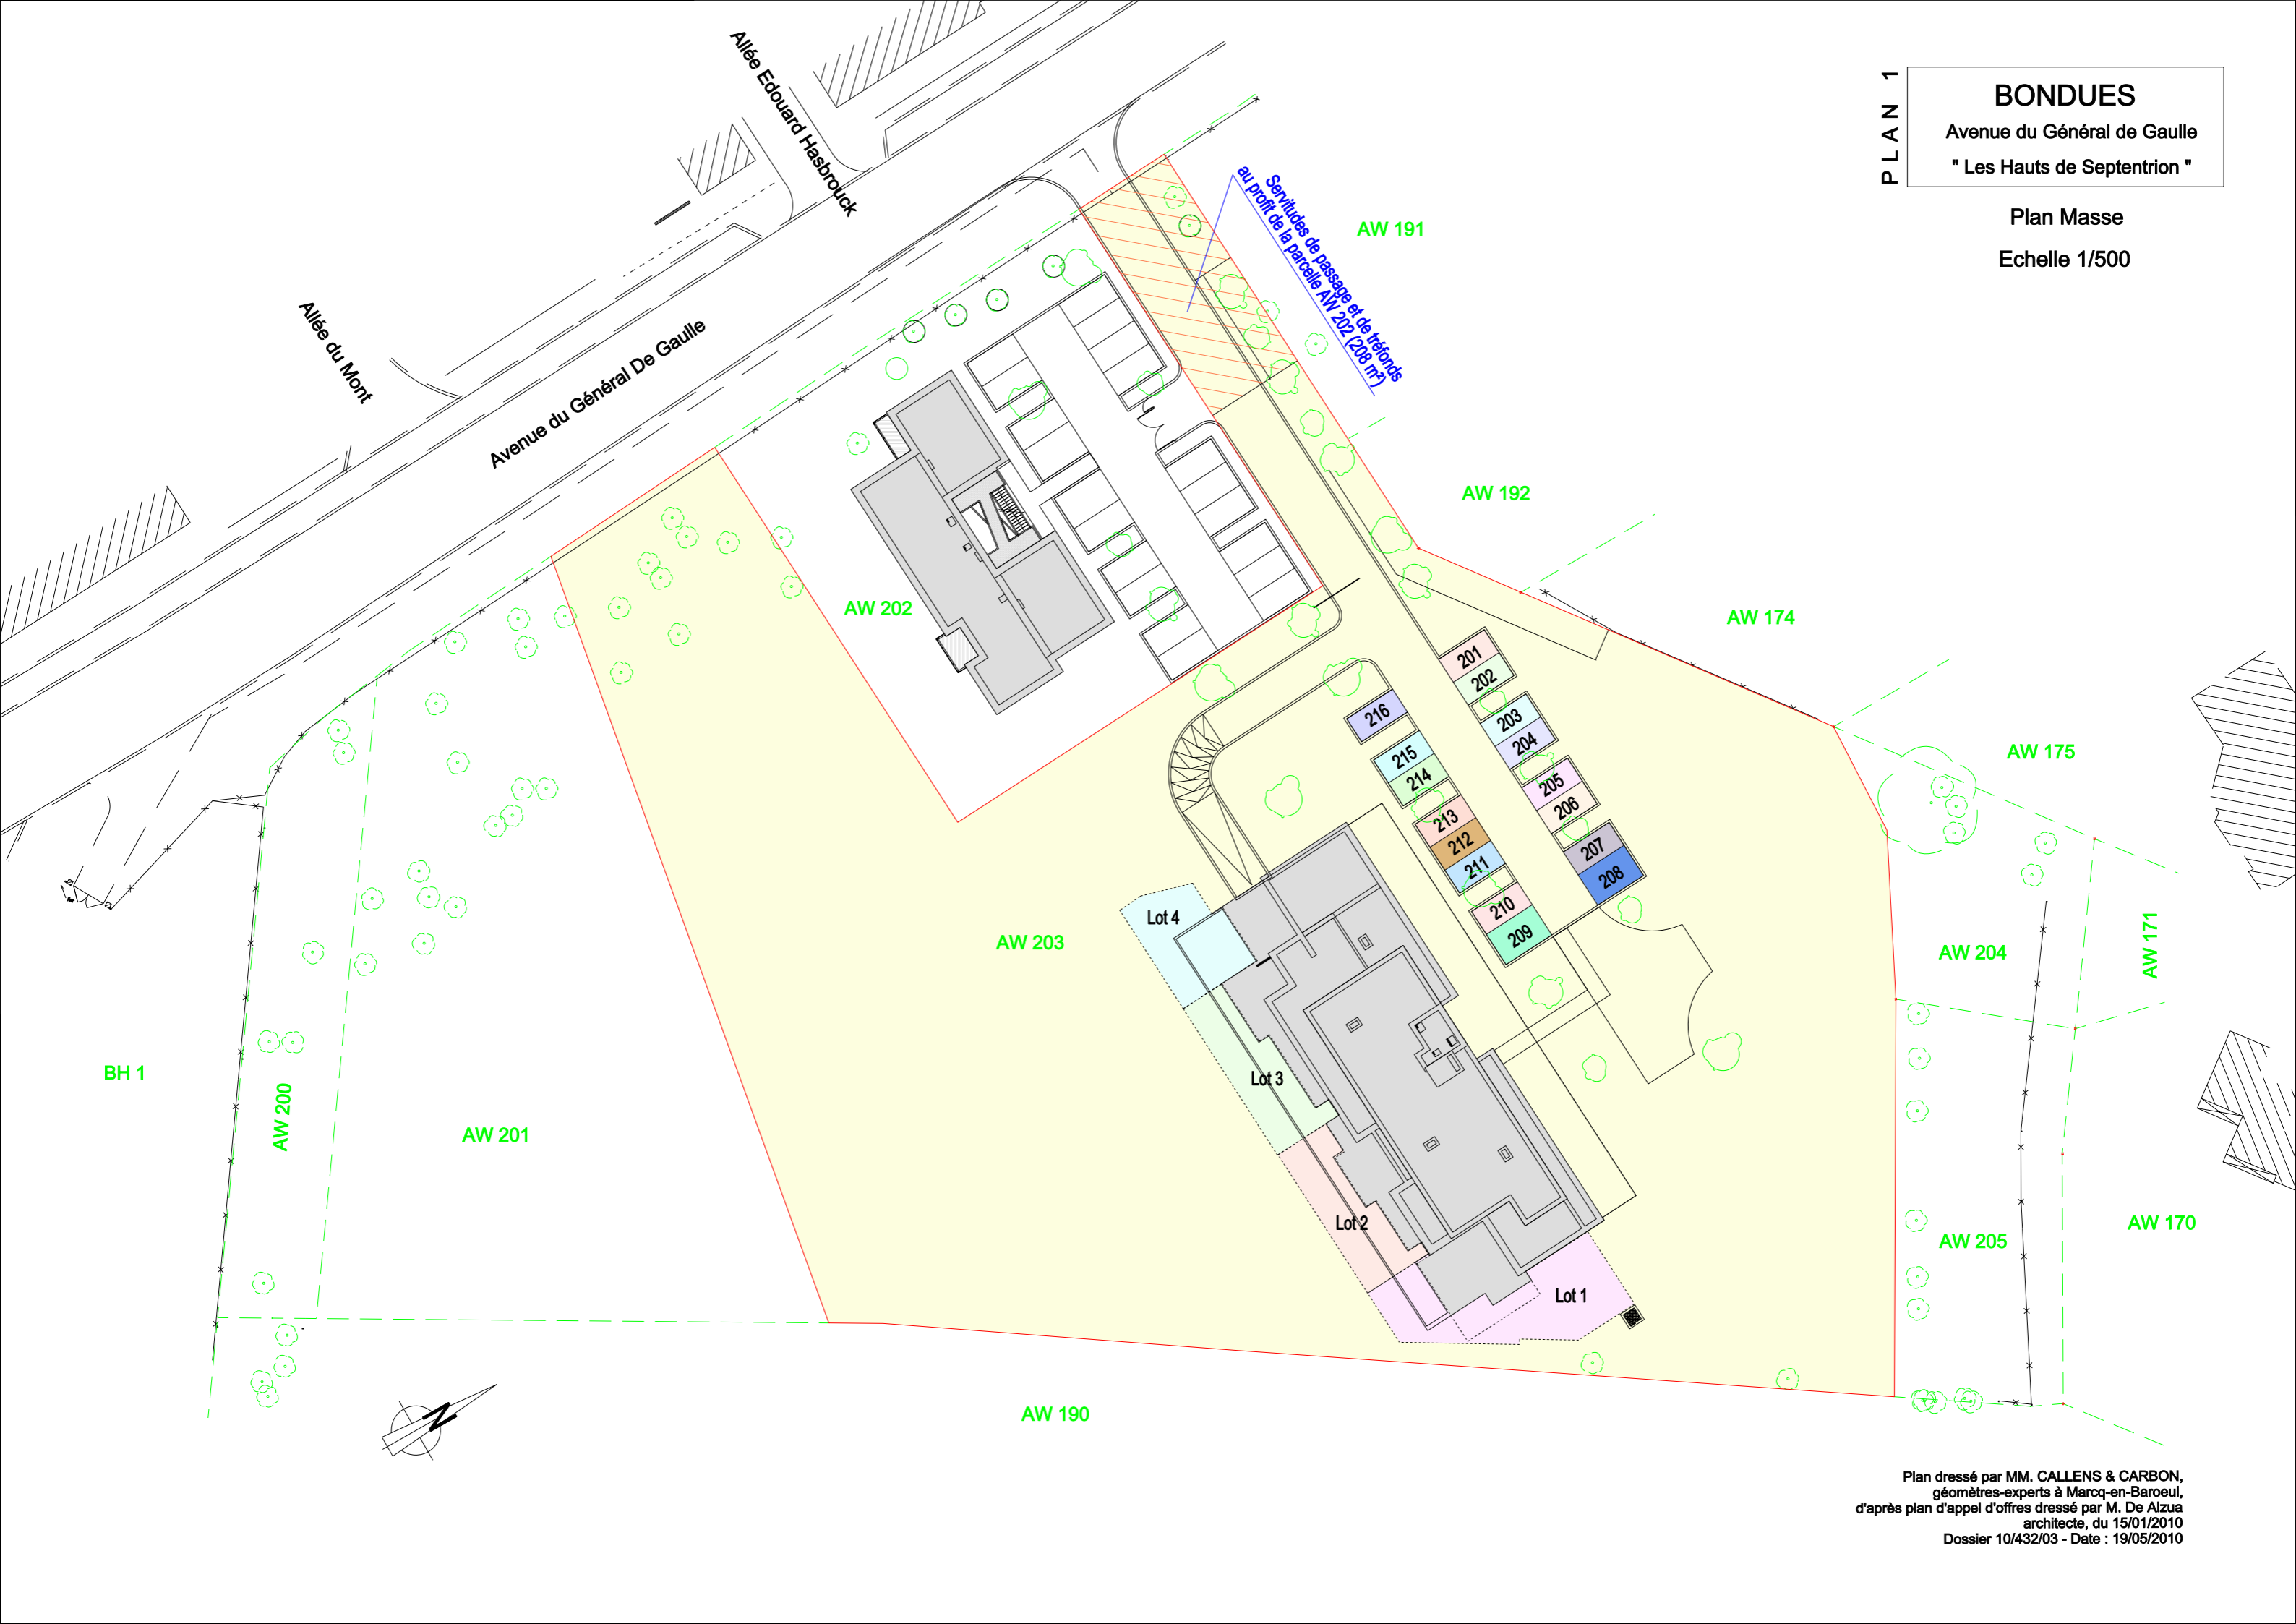 PLAN 1
BONDUES
Avenue du Général de Gaulle
" Les Hauts de Septentrion "
Plan Masse
Echelle 1/500
Allée Edouard Hasbrouck
Allée du Mont
Avenue du Général De Gaulle
Servitudes de passage et de tréfonds
au profit de la parcelle AW 202 (208 m²)
AW 191
AW 192
AW 174
AW 175
AW 202
AW 203
AW 204
AW 171
AW 205
AW 170
BH 1
AW 200
AW 201
AW 190
201
202
203
204
205
206
207
208
216
215
214
213
212
211
210
209
Lot 4
Lot 3
Lot 2
Lot 1
N
Plan dressé par MM. CALLENS & CARBON,
géomètres-experts à Marcq-en-Baroeul,
d'après plan d'appel d'offres dressé par M. De Alzua
architecte, du 15/01/2010
Dossier 10/432/03 - Date : 19/05/2010